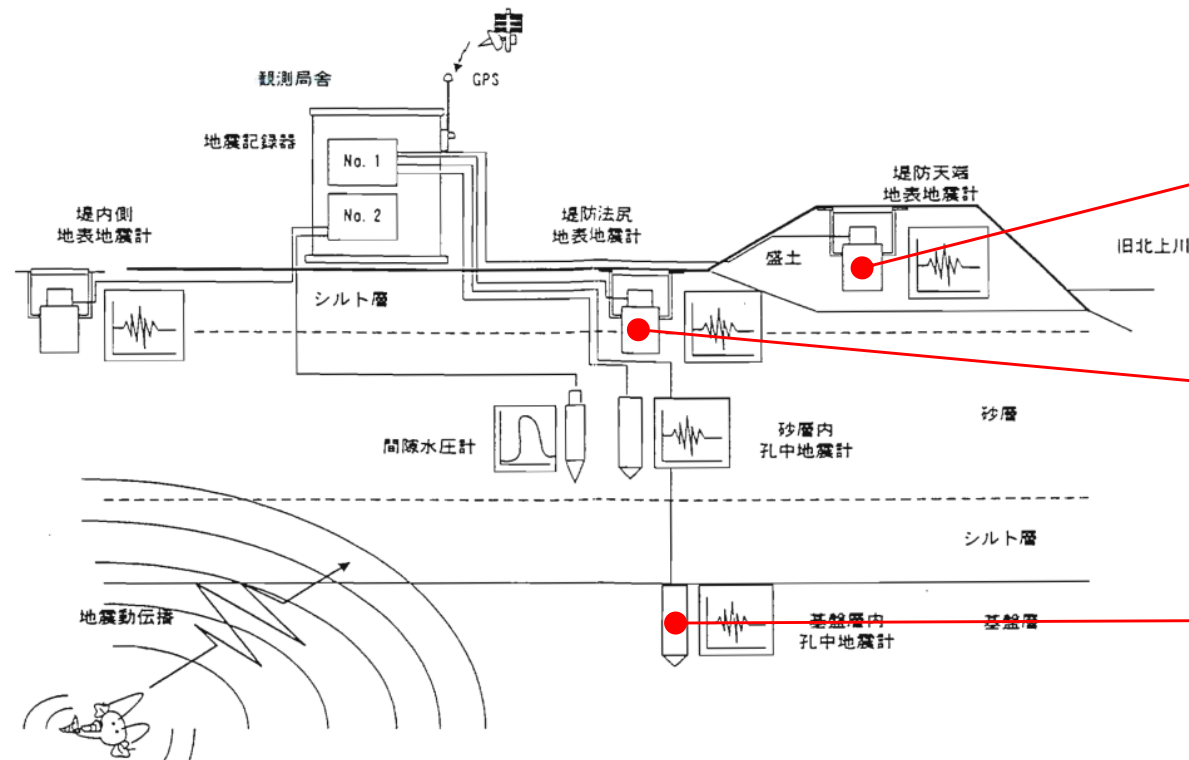 観測局舎
GPS
地震記録器
No. 1
No. 2
堤内側
地表地震計
堤防法尻
地表地震計
堤防天端
地表地震計
盛土
旧北上川
シルト層
間隙水圧計
砂層内
孔中地震計
砂層
シルト層
地震動伝播
基盤層内
孔中地震計
基盤層